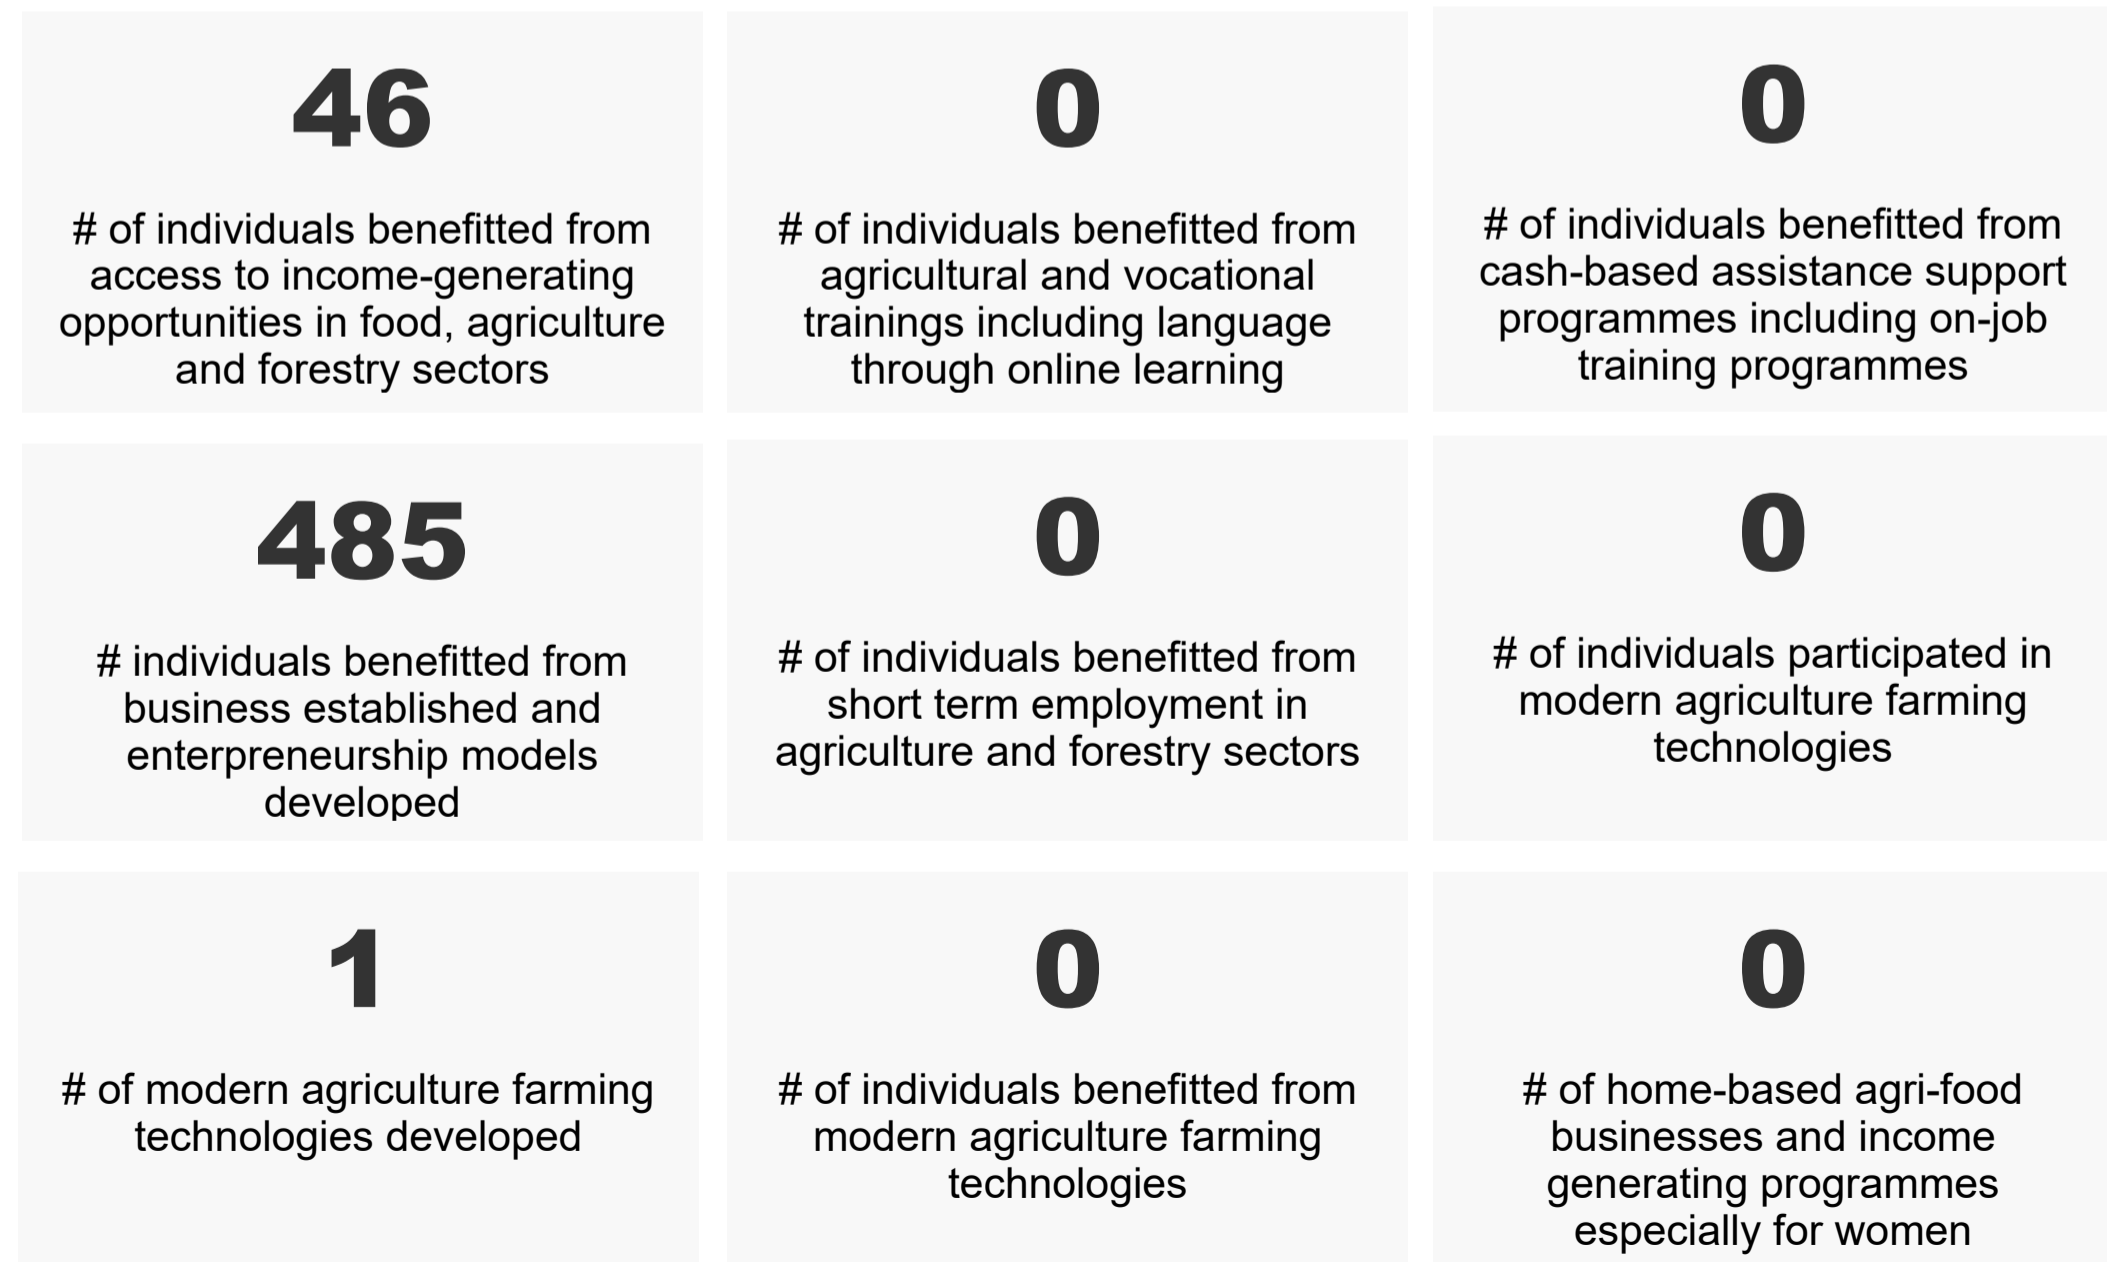 46
# of individuals benefitted from
access to income-generating
opportunities in food, agriculture
and forestry sectors
0
# of individuals benefitted from
agricultural and vocational
trainings including language
through online learning
0
# of individuals benefitted from
cash-based assistance support
programmes including on-job
training programmes
485
# individuals benefitted from
business established and
enterpreneurship models
developed
0
# of individuals benefitted from
short term employment in
agriculture and forestry sectors
0
# of individuals participated in
modern agriculture farming
technologies
1
# of modern agriculture farming
technologies developed
0
# of individuals benefitted from
modern agriculture farming
technologies
0
# of home-based agri-food
businesses and income
generating programmes
especially for women